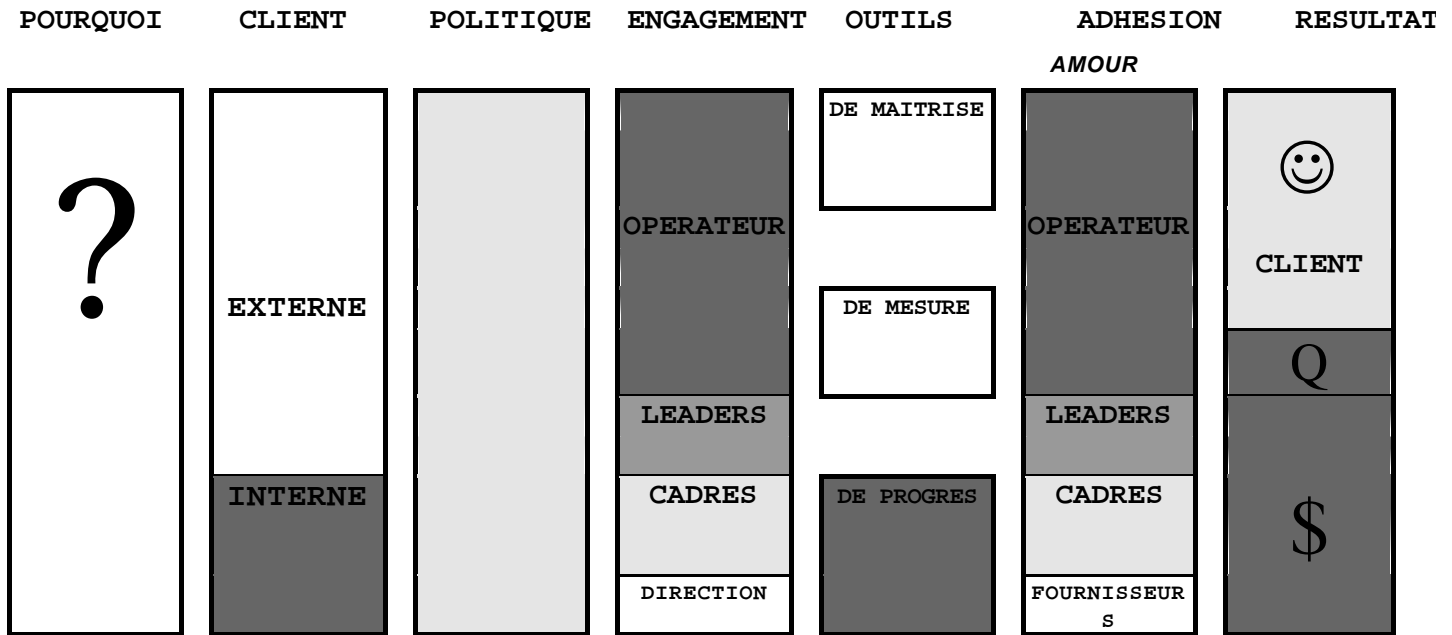 POURQUOI CLIENT POLITIQUE ENGAGEMENT OUTILS ADHESION RESULTAT
AMOUR
?
EXTERNE
INTERNE
OPERATEUR
LEADERS
CADRES
DIRECTION
DE MAITRISE
DE MESURE
DE PROGRES
OPERATEUR
LEADERS
CADRES
FOURNISSEUR
S
☺
CLIENT
Q
$